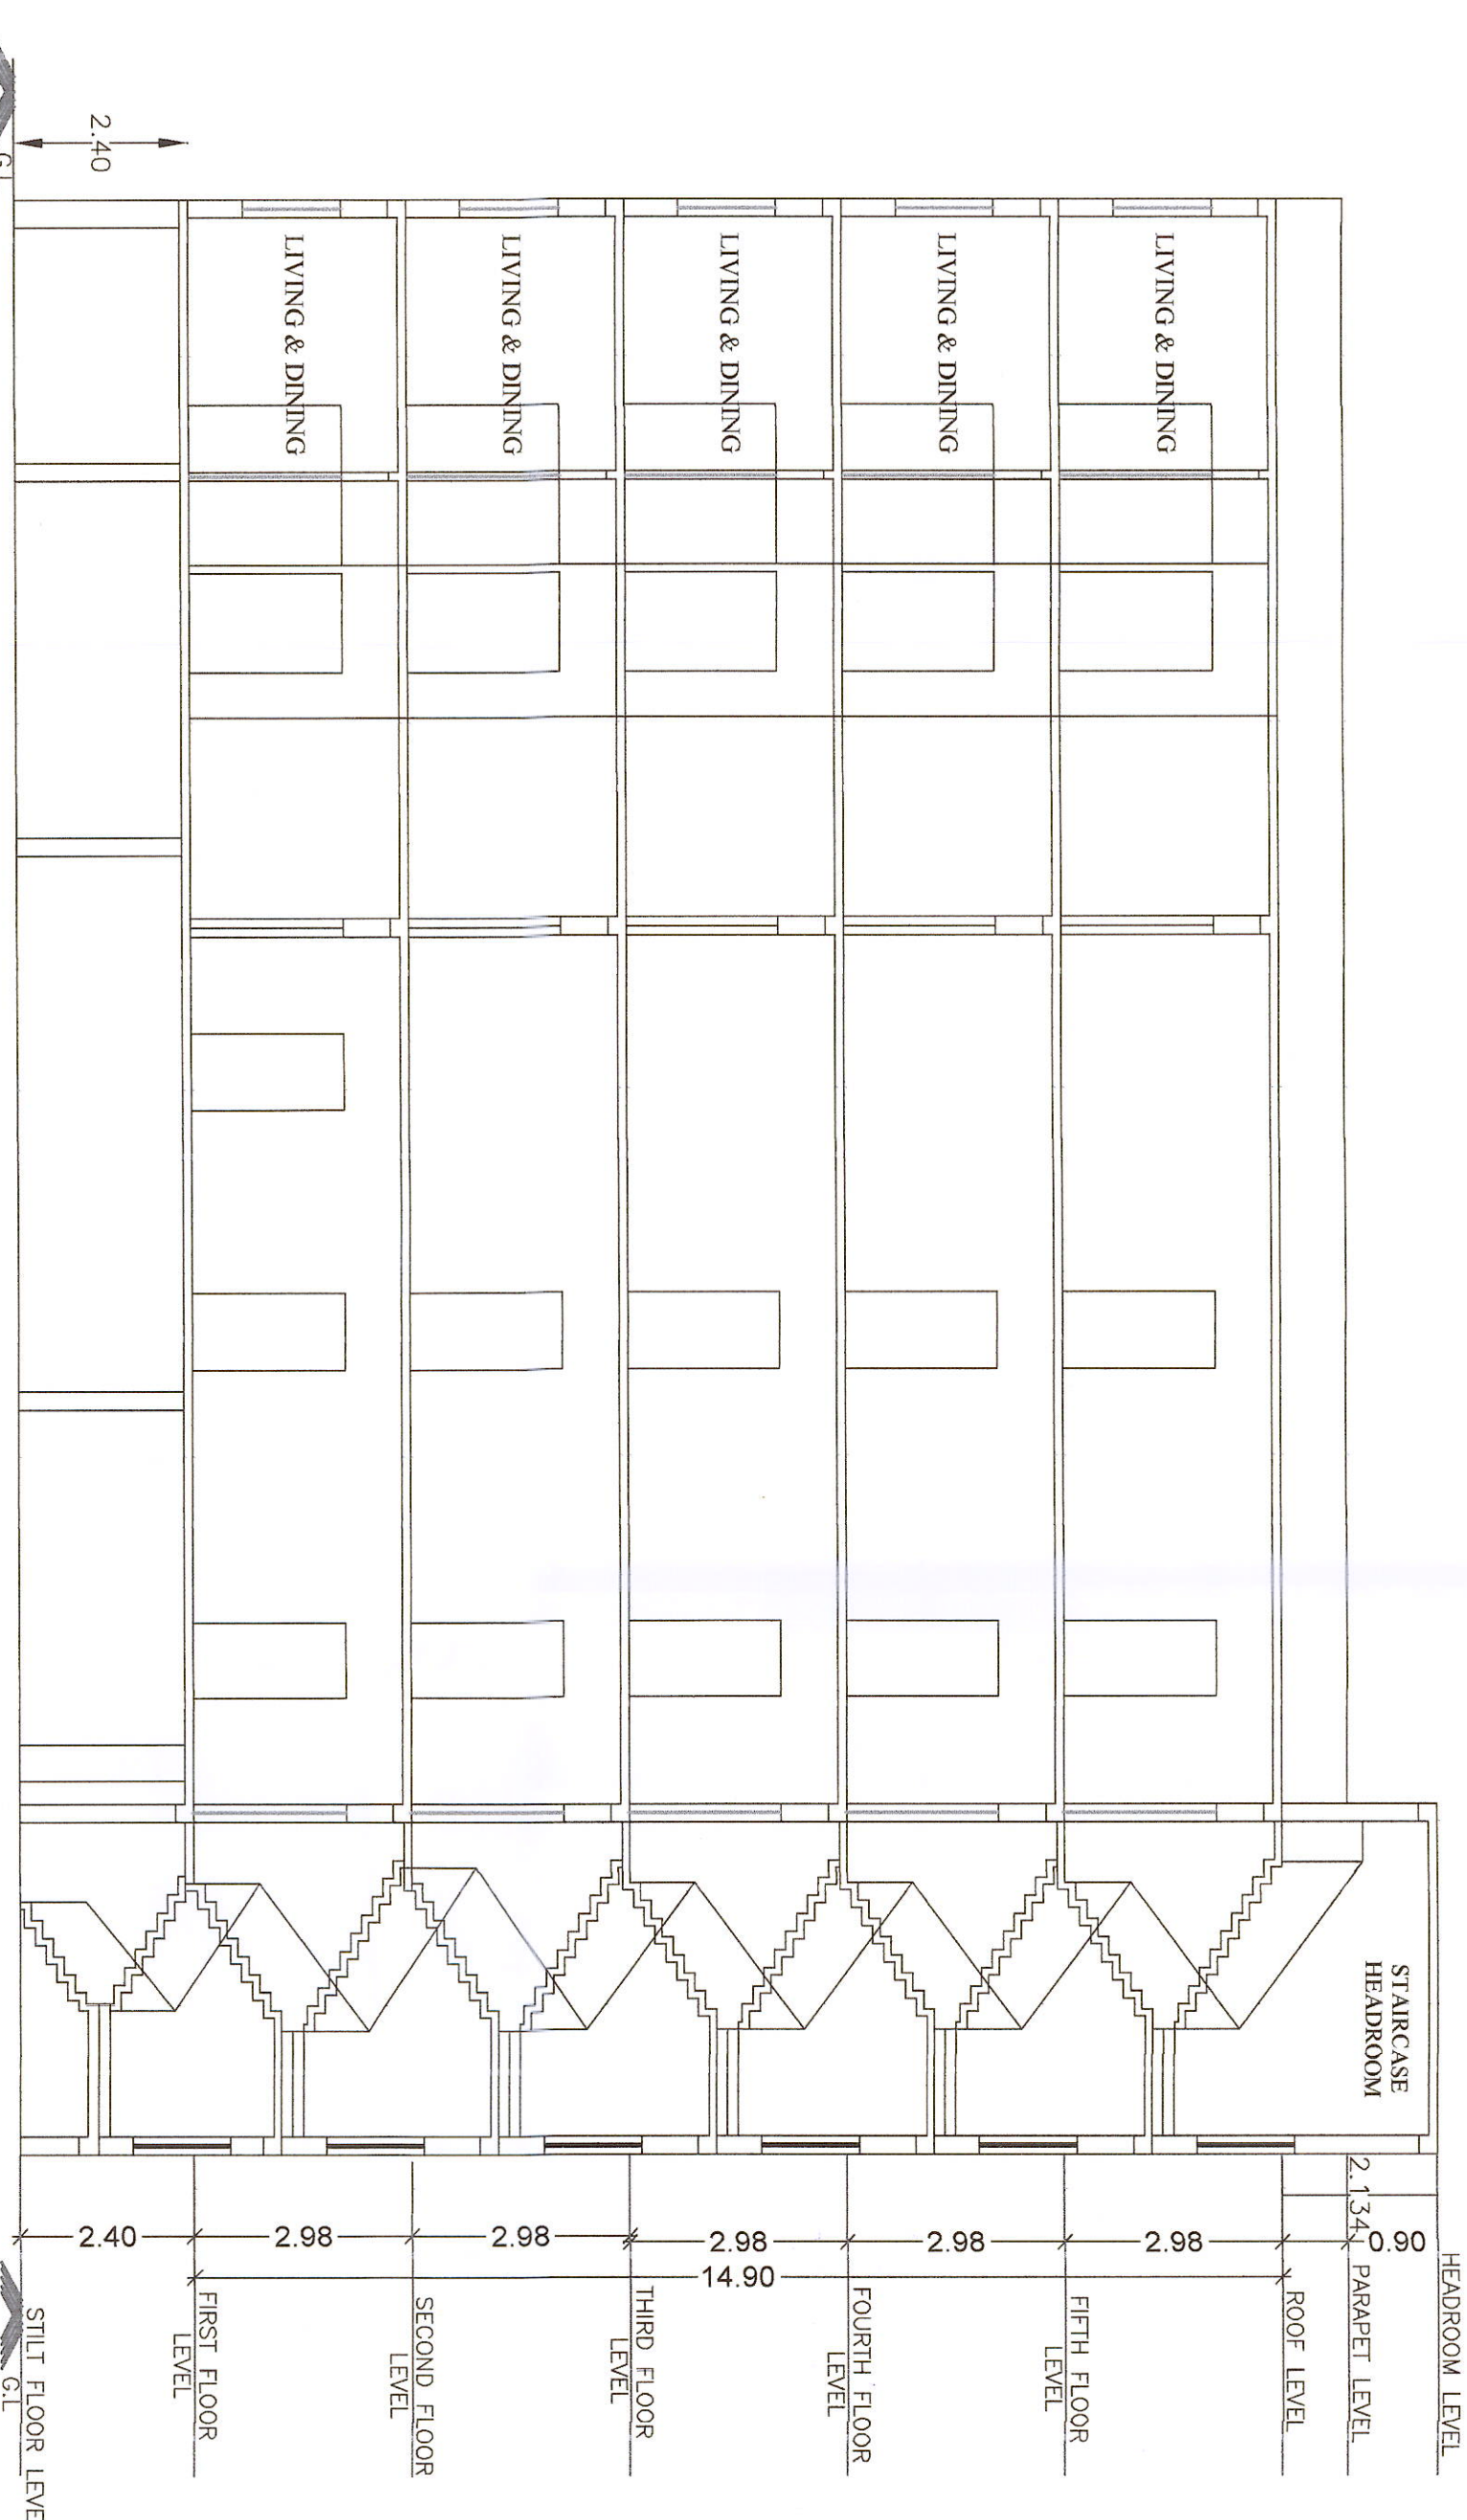 HEADROOM LEVEL
PARAPET LEVEL
0.90
2.134
STAIRCASE
HEADROOM
ROOF LEVEL
LIVING & DINING
2.98
FIFTH FLOOR
LEVEL
LIVING & DINING
2.98
FOURTH FLOOR
LEVEL
LIVING & DINING
2.98
14.90
THIRD FLOOR
LEVEL
LIVING & DINING
2.98
SECOND FLOOR
LEVEL
LIVING & DINING
2.98
FIRST FLOOR
LEVEL
2.40
2.40
STILT FLOOR LEVE
G.L
G.L